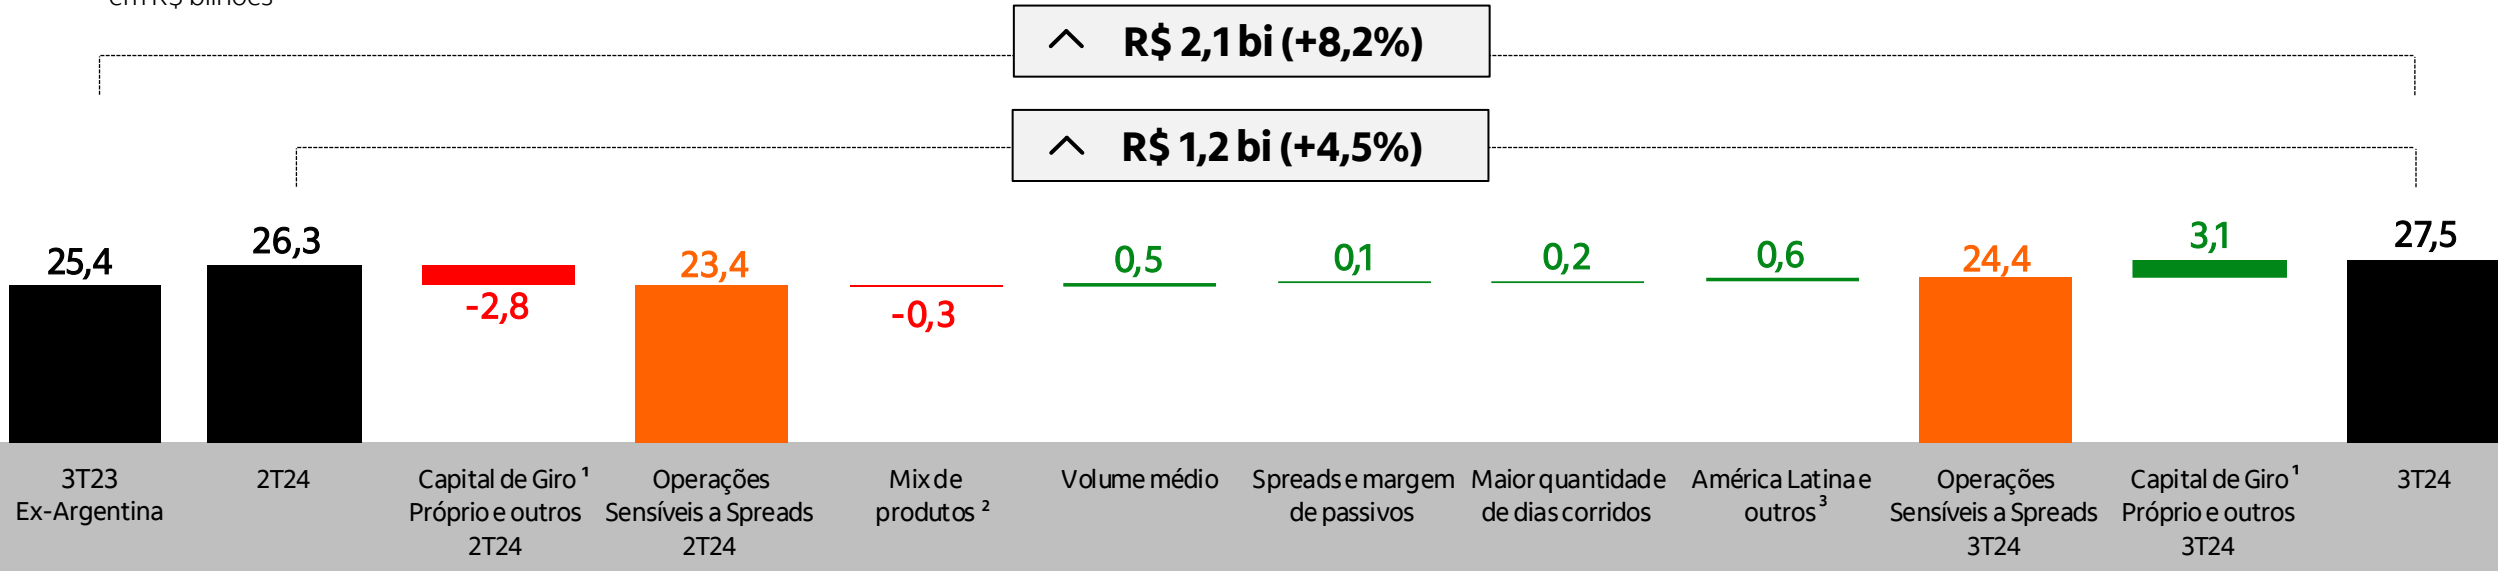 em R$ bilhões
R$ 2,1 bi (+8,2%)
R$ 1,2 bi (+4,5%)
25,4
26,3
-2,8
23,4
-0,3
0,5
0,1
0,2
0,6
24,4
3,1
27,5
3T23
Ex-Argentina
2T24
Capital de Giro ¹
Próprio e outros
2T24
Operações
Sensíveis a Spreads
2T24
Mix de
produtos ²
Volume médio
Spreads e margem
de passivos
Maior quantidade
de dias corridos
América Latina e
outros ³
Operações
Sensíveis a Spreads
3T24
Capital de Giro ¹
Próprio e outros
3T24
3T24